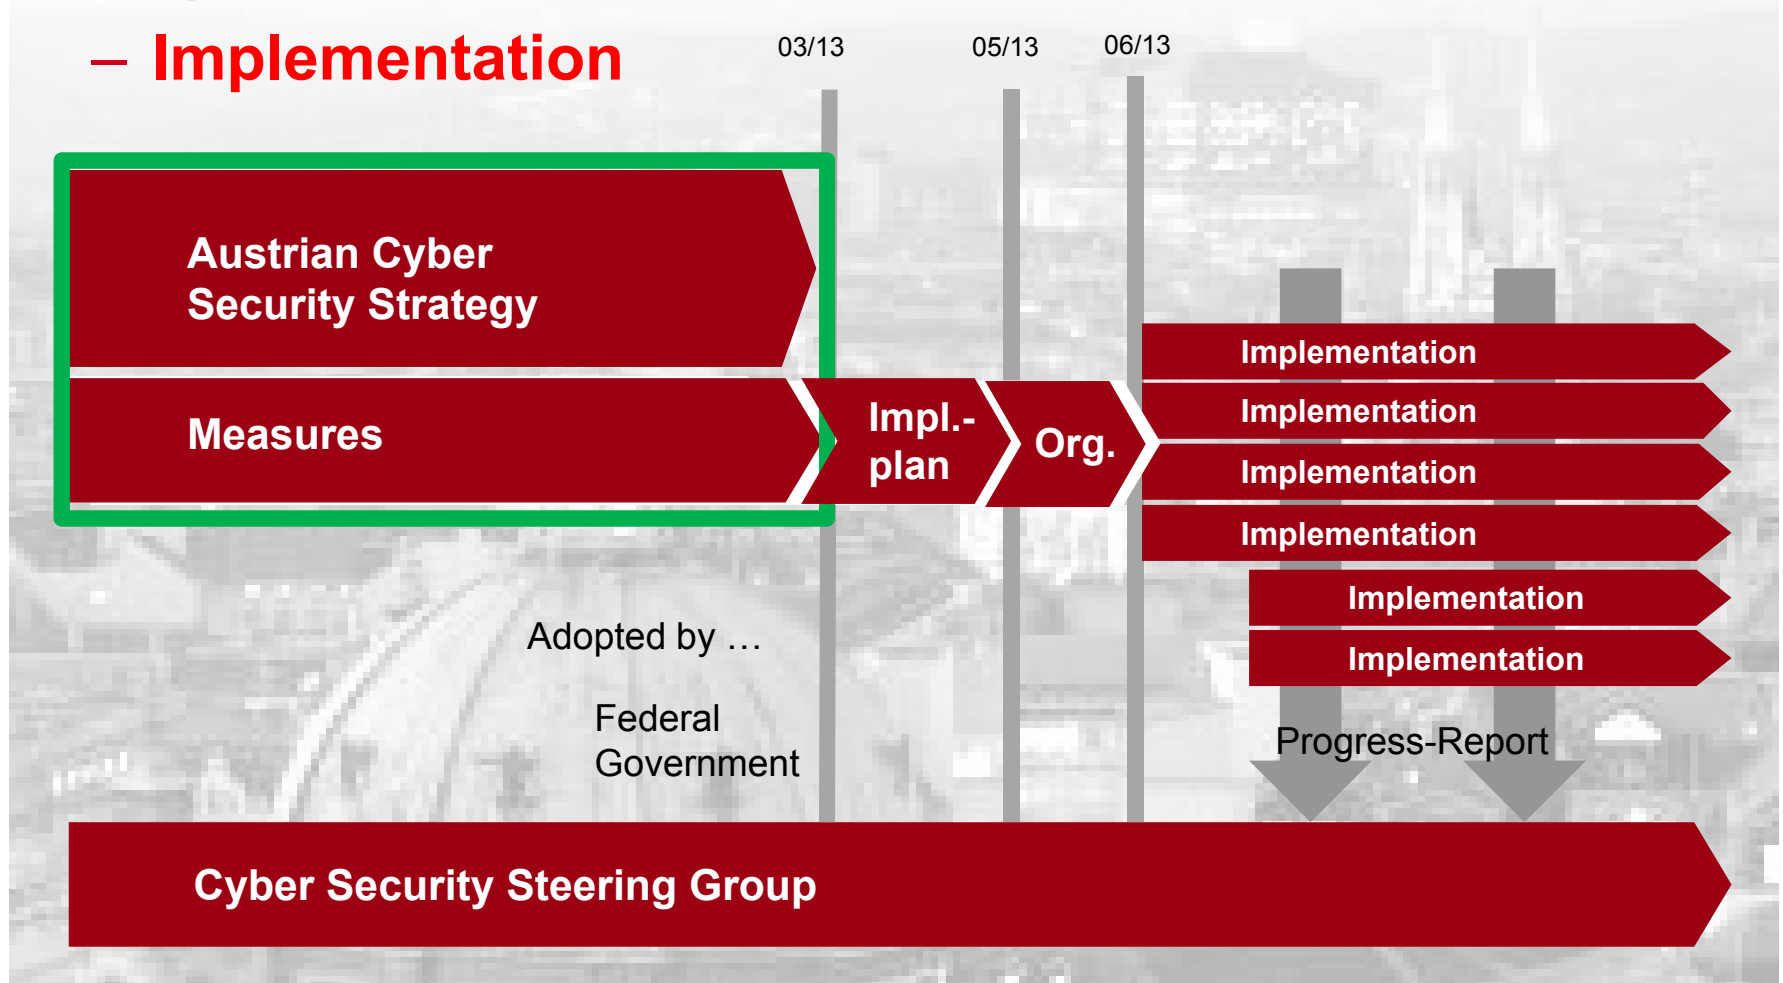 – Implementation
03/13
05/13
06/13
Austrian Cyber
Security Strategy
Measures
Impl.-
plan
Org.
Implementation
Implementation
Implementation
Implementation
Implementation
Implementation
Adopted by …
Federal
Government
Progress-Report
Cyber Security Steering Group